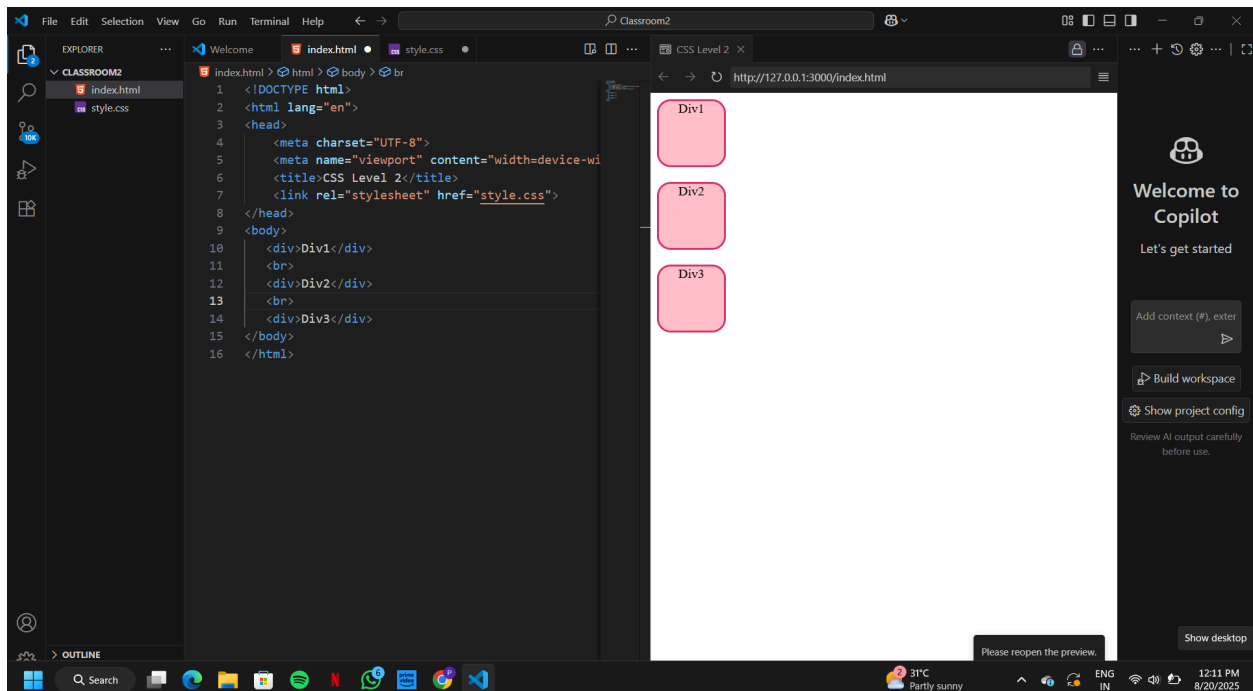 File Edit Selection View Go Run Terminal Help
Classroom2
EXPLORER
CLASSROOM2
index.html
style.css
2
10K
OUTLINE
Welcome
index.html
style.css
index.html > html > body > br
1 <!DOCTYPE html>
2 <html lang="en">
3 <head>
4 <meta charset="UTF-8">
5 <meta name="viewport" content="width=device-wi
6 <title>CSS Level 2</title>
7 <link rel="stylesheet" href="style.css">
8 </head>
9 <body>
10 <div>Div1</div>
11 <br>
12 <div>Div2</div>
13 <br>
14 <div>Div3</div>
15 </body>
16 </html>
CSS Level 2
http://127.0.0.1:3000/index.html
Div1
Div2
Div3
Please reopen the preview.
Welcome to
Copilot
Let's get started
Add context (#), exter
Build workspace
Show project config
Review AI output carefully
before use.
Show desktop
Search
prime video
6
2
31°C
Partly sunny
ENG
IN
12:11 PM
8/20/2025